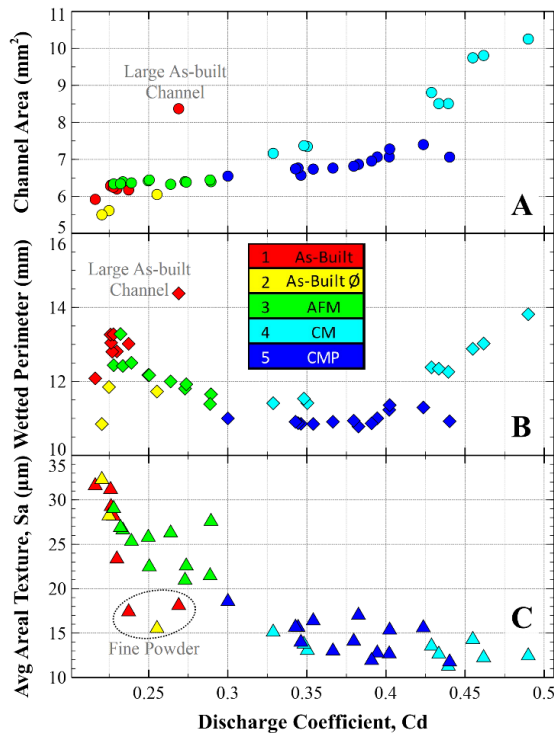 Channel Area (mm²)
11
10
9
8
7
6
5
Large As-built
Channel
A
Wetted Perimeter (mm)
16
14
12
10
Large As-built
Channel
1 As-Built
2 As-Built Ø
3 AFM
4 CM
5 CMP
B
Avg Areal Texture, Sa (µm)
35
30
25
20
15
10
Fine Powder
C
0.25 0.3 0.35 0.4 0.45 0.5
Discharge Coefficient, Cd